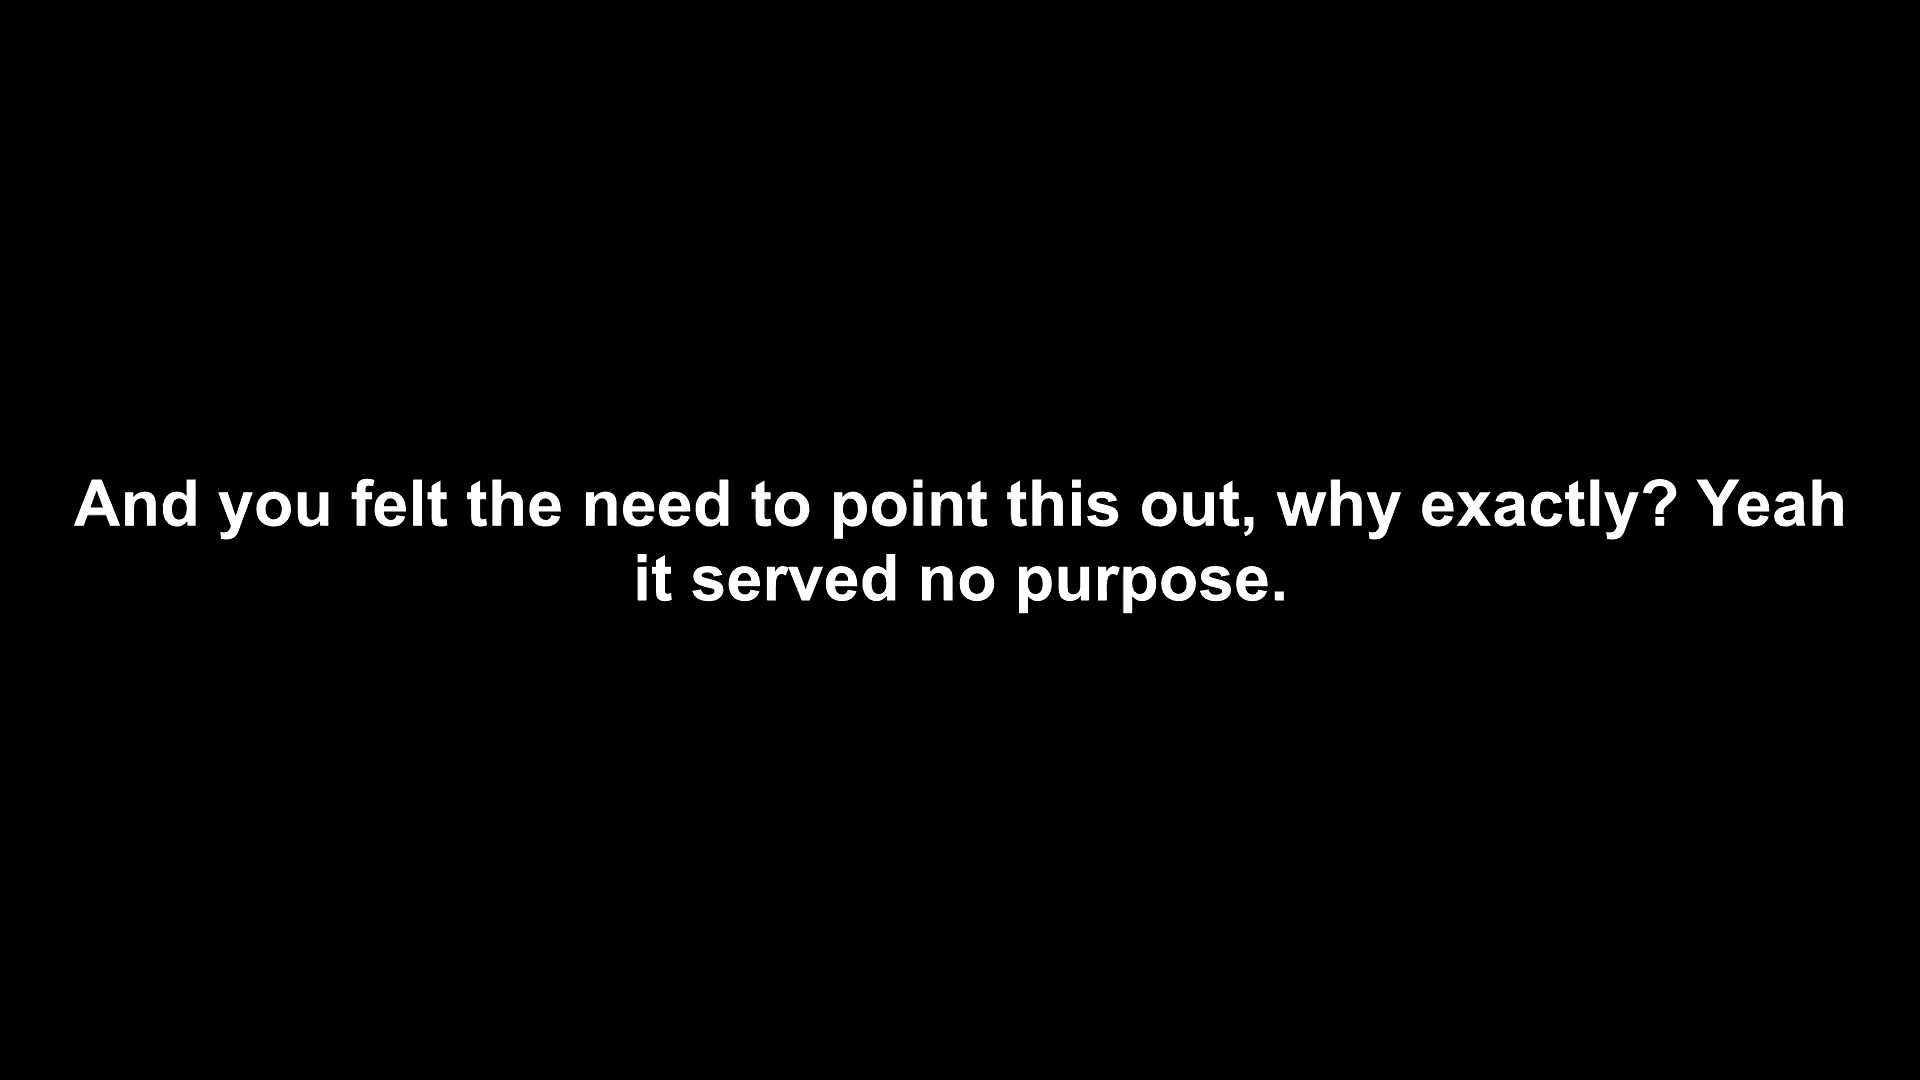 And you felt the need to point this out, why exactly? Yeah
it served no purpose.